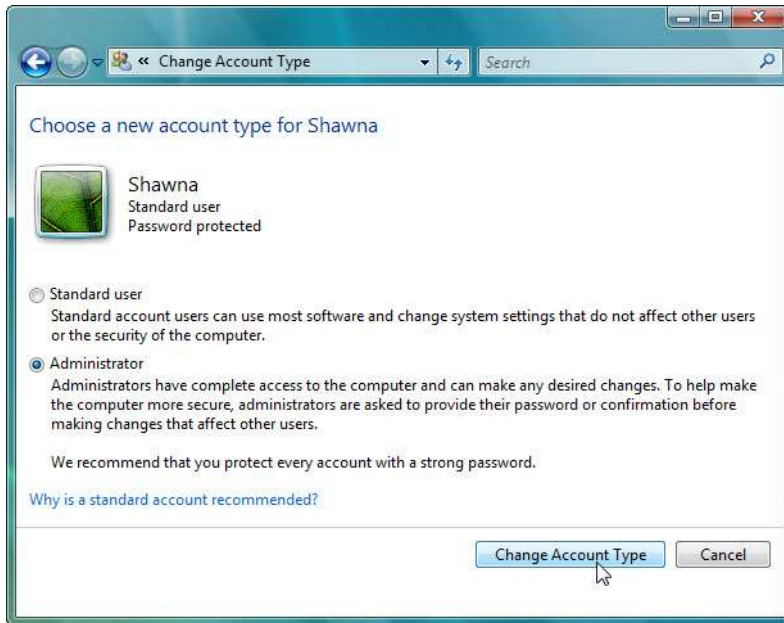 « Change Account Type
Search
Choose a new account type for Shawna
Shawna
Standard user
Password protected
Standard user
Standard account users can use most software and change system settings that do not affect other users
or the security of the computer.
Administrator
Administrators have complete access to the computer and can make any desired changes. To help make
the computer more secure, administrators are asked to provide their password or confirmation before
making changes that affect other users.
We recommend that you protect every account with a strong password.
Why is a standard account recommended?
Change Account Type
Cancel